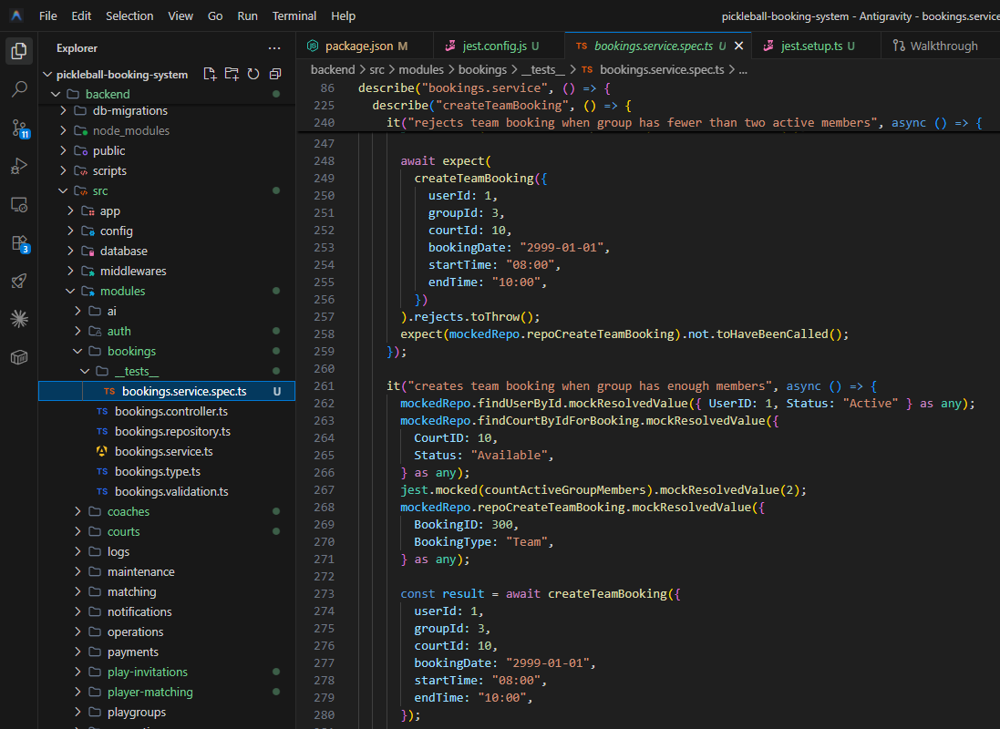 File Edit Selection View Go Run Terminal Help
pickleball-booking-system - Antigravity - bookings.service
Explorer
package.json M
jest.config.js U
TS bookings.service.spec.ts U
jest.setup.ts U
Walkthrough
pickleball-booking-system
backend > src > modules > bookings > __tests__ > TS bookings.service.spec.ts > ...
backend
db-migrations
node_modules
public
scripts
src
app
config
database
middlewares
modules
ai
auth
bookings
__tests__
TS bookings.service.spec.ts U
TS bookings.controller.ts
TS bookings.repository.ts
bookings.service.ts
TS bookings.type.ts
TS bookings.validation.ts
coaches
courts
logs
maintenance
matching
notifications
operations
payments
play-invitations
player-matching
playgroups
11
3
86 describe("bookings.service", () => {
225 describe("createTeamBooking", () => {
240 it("rejects team booking when group has fewer than two active members", async () => {
247
248 await expect(
249 createTeamBooking({
250 userId: 1,
251 groupId: 3,
252 courtId: 10,
253 bookingDate: "2999-01-01",
254 startTime: "08:00",
255 endTime: "10:00",
256 })
257 ).rejects.toThrow();
258 expect(mockedRepo.repoCreateTeamBooking).not.toHaveBeenCalled();
259 });
260
261 it("creates team booking when group has enough members", async () => {
262 mockedRepo.findUserById.mockResolvedValue({ UserID: 1, Status: "Active" } as any);
263 mockedRepo.findCourtByIdForBooking.mockResolvedValue({
264 CourtID: 10,
265 Status: "Available",
266 } as any);
267 jest.mocked(countActiveGroupMembers).mockResolvedValue(2);
268 mockedRepo.repoCreateTeamBooking.mockResolvedValue({
269 BookingID: 300,
270 BookingType: "Team",
271 } as any);
272
273 const result = await createTeamBooking({
274 userId: 1,
275 groupId: 3,
276 courtId: 10,
277 bookingDate: "2999-01-01",
278 startTime: "08:00",
279 endTime: "10:00",
280 });